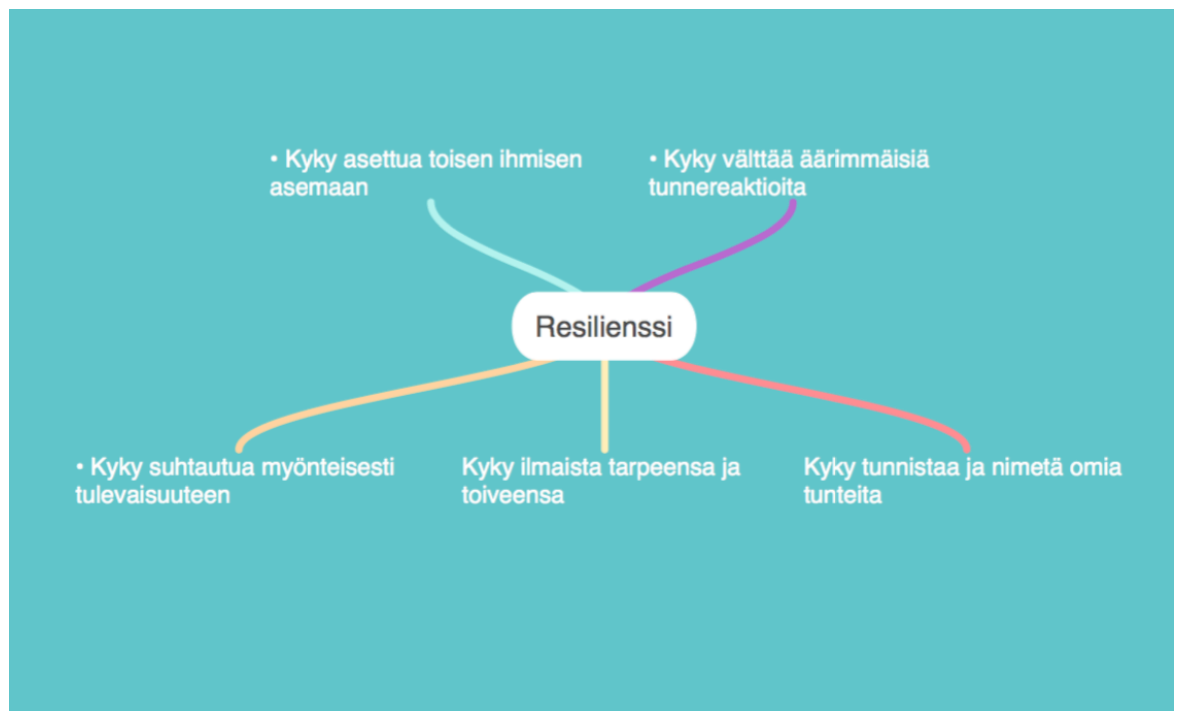 • Kyky asettua toisen ihmisen
asemaan
• Kyky välttää äärimmäisiä
tunnereaktioita
Resilienssi
• Kyky suhtautua myönteisesti
tulevaisuuteen
Kyky ilmaista tarpeensa ja
toiveensa
Kyky tunnistaa ja nimetä omia
tunteita